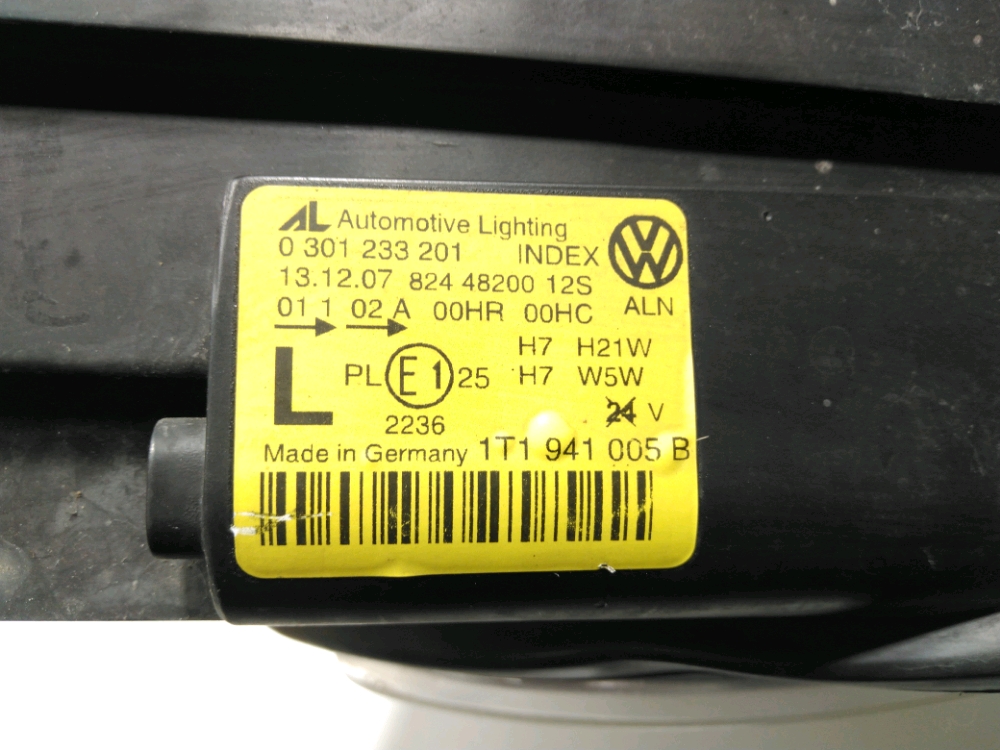 AL Automotive Lighting
0 301 233 201 INDEX
13.12.07 824 48200 12S
01 1 02 A 00HR 00HC
ALN
H7 H21W
L PL E1 25 H7 W5W
2236 24 V
Made in Germany 1T1 941 005 B